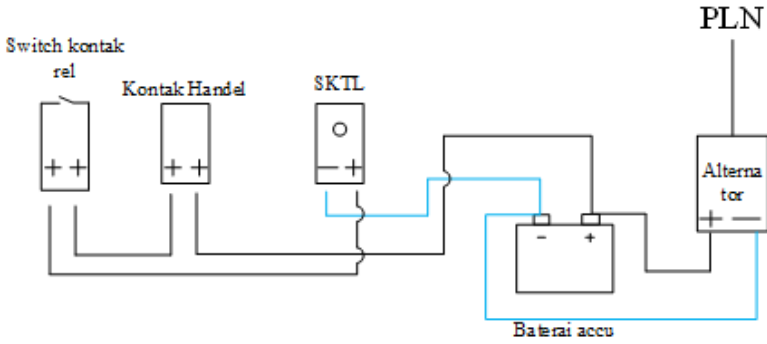 PLN
Switch kontak
rel
Kontak Handel
SKTL
+ +
+ +
- +
Alterna
tor
+ -
- +
Baterai accu